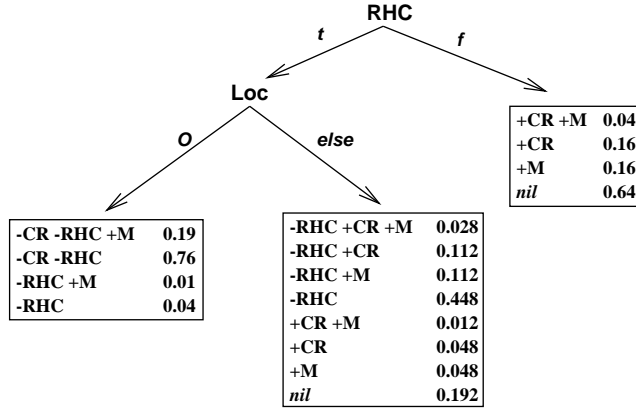 RHC
t
f
Loc
O
else
+CR +M 0.04
+CR 0.16
+M 0.16
nil 0.64
-CR -RHC +M 0.19
-CR -RHC 0.76
-RHC +M 0.01
-RHC 0.04
-RHC +CR +M 0.028
-RHC +CR 0.112
-RHC +M 0.112
-RHC 0.448
+CR +M 0.012
+CR 0.048
+M 0.048
nil 0.192